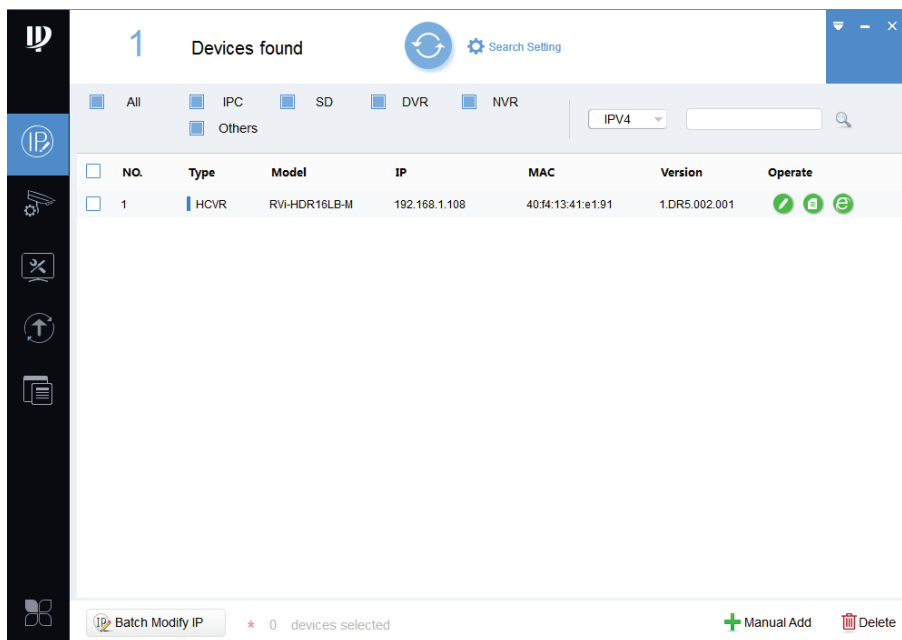 1 Devices found Search Setting
All IPC SD DVR NVR
Others
IPV4
NO. Type Model IP MAC Version Operate
1 HCVR RVi-HDR16LB-M 192.168.1.108 40:f4:13:41:e1:91 1.DR5.002.001
Batch Modify IP * 0 devices selected Manual Add Delete